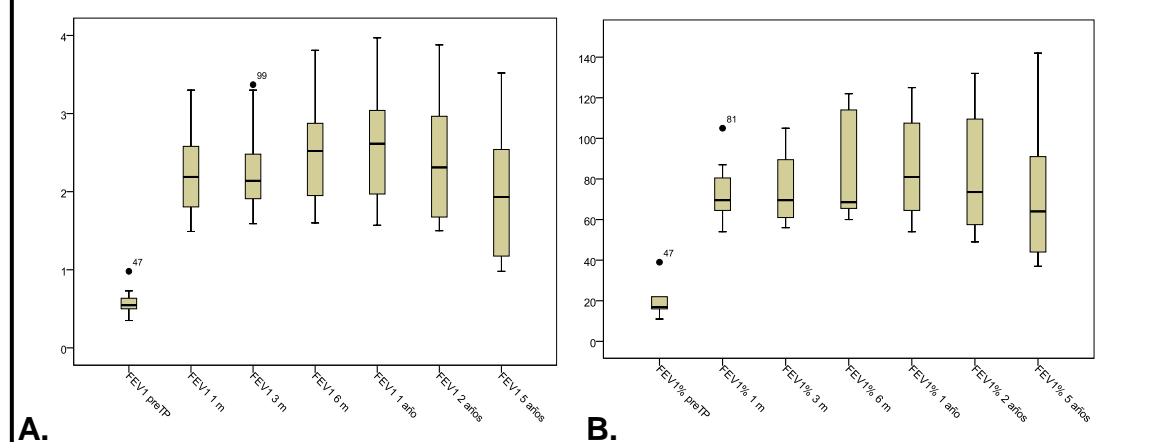 4
3
2
1
0
99
47
FEV1 preTP
FEV1 1 m
FEV1 3 m
FEV1 6 m
FEV1 1 año
FEV1 2 años
FEV1 5 años
A.
140
120
100
80
60
40
20
0
81
47
FEV1% preTP
FEV1% 1 m
FEV1% 3 m
FEV1% 6 m
FEV1% 1 año
FEV1% 2 años
FEV1% 5 años
B.